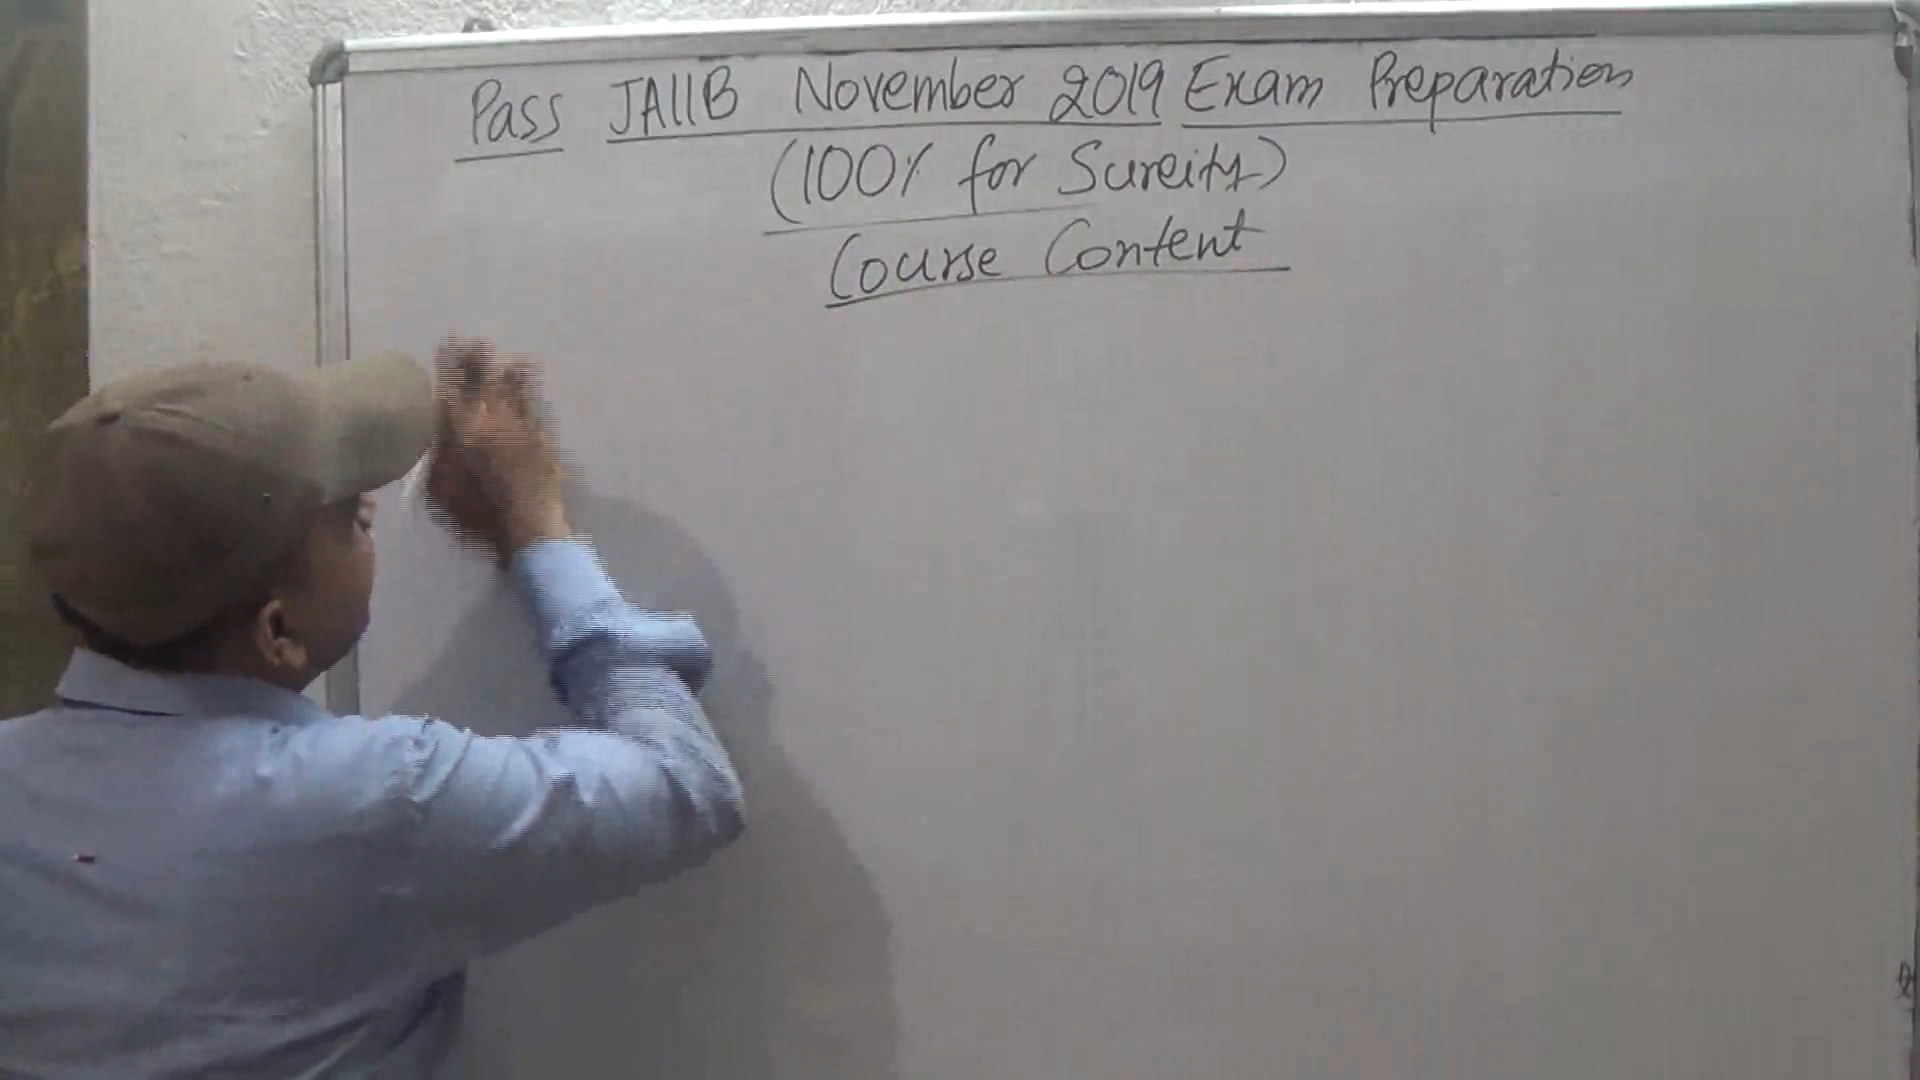 Pass JAIIB November 2019 Exam Preparation
(100% for Sureity)
Course Content